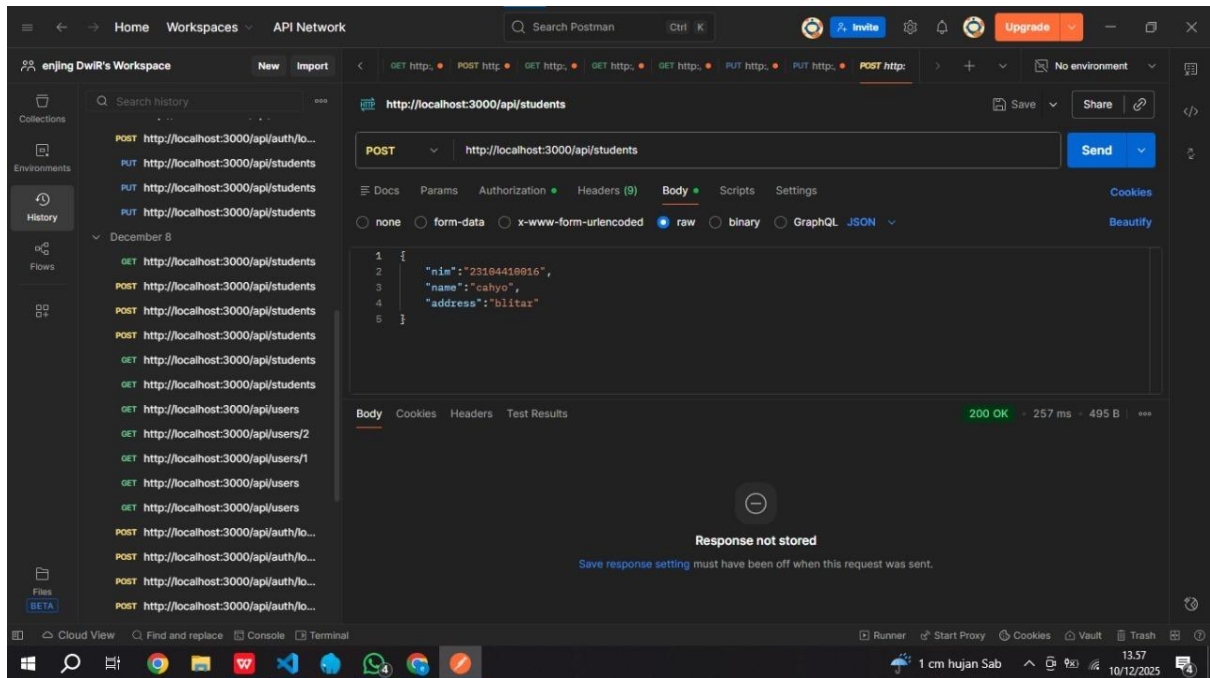 Home Workspaces API Network Search Postman Ctrl K Invite Upgrade
enjing DwiR's Workspace New Import GET http:, POST http GET http:, GET http:, GET http:, PUT http:, PUT http:, POST http: No environment
Collections
Environments
History
Flows
Files
BETA
Search history
POST http://localhost:3000/api/auth/lo...
PUT http://localhost:3000/api/students
PUT http://localhost:3000/api/students
PUT http://localhost:3000/api/students
December 8
GET http://localhost:3000/api/students
POST http://localhost:3000/api/students
POST http://localhost:3000/api/students
POST http://localhost:3000/api/students
GET http://localhost:3000/api/students
GET http://localhost:3000/api/students
GET http://localhost:3000/api/users
GET http://localhost:3000/api/users/2
GET http://localhost:3000/api/users/1
GET http://localhost:3000/api/users
GET http://localhost:3000/api/users
POST http://localhost:3000/api/auth/lo...
POST http://localhost:3000/api/auth/lo...
POST http://localhost:3000/api/auth/lo...
POST http://localhost:3000/api/auth/lo...
HTTP http://localhost:3000/api/students Save Share
POST http://localhost:3000/api/students Send
Docs Params Authorization Headers (9) Body Scripts Settings Cookies
none form-data x-www-form-urlencoded raw binary GraphQL JSON Beautify
1 {
2 "nim":"23104410016",
3 "name":"cahyo",
4 "address":"blitar"
5 }
Body Cookies Headers Test Results 200 OK 257 ms 495 B
Response not stored
Save response setting must have been off when this request was sent.
Cloud View Find and replace Console Terminal Runner Start Proxy Cookies Vault Trash
1 cm hujan Sab 13.57
10/12/2025